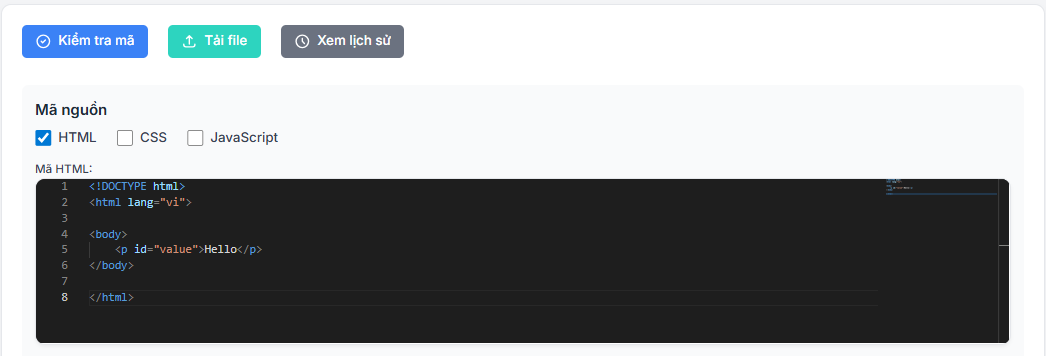 Kiểm tra mã Tải file Xem lịch sử
Mã nguồn
HTML CSS JavaScript
Mã HTML:
1 <!DOCTYPE html>
2 <html lang="vi">
3
4 <body>
5     <p id="value">Hello</p>
6 </body>
7
8 </html>